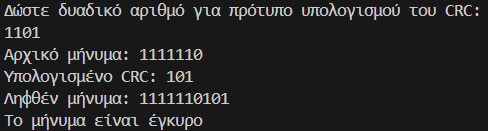 Δώστε δυαδικό αριθμό για πρότυπο υπολογισμού του CRC:
1101
Αρχικό μήνυμα: 1111110
Υπολογισμένο CRC: 101
Ληφθέν μήνυμα: 1111110101
Το μήνυμα είναι έγκυρο